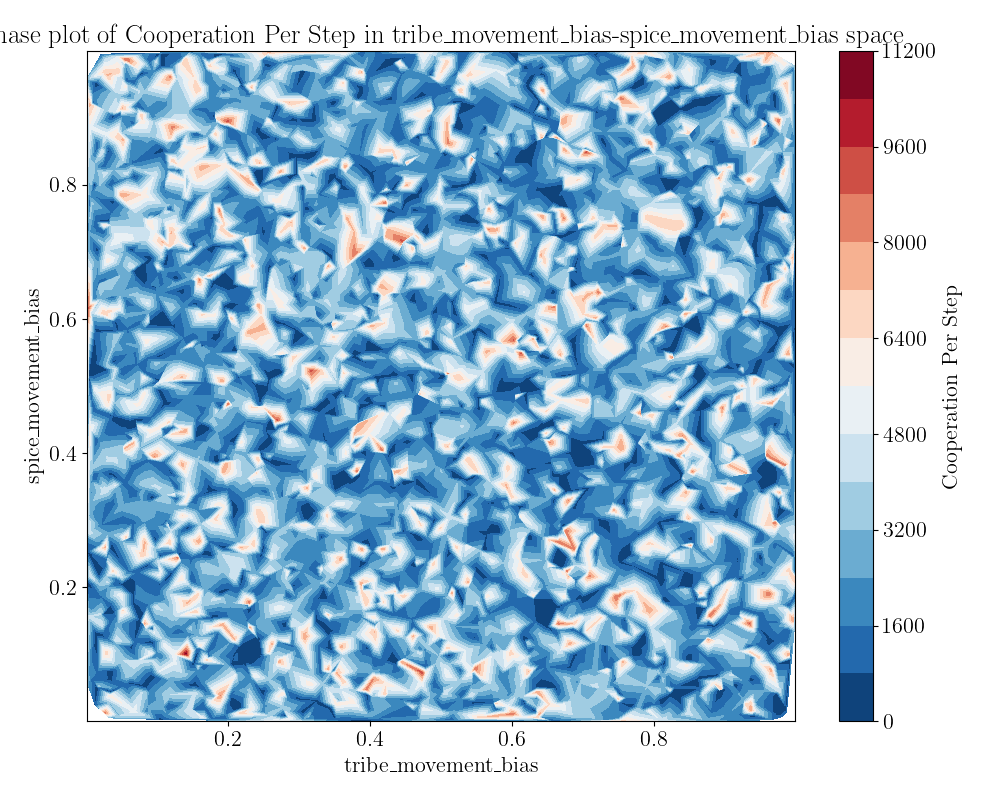 hase plot of Cooperation Per Step in tribe_movement_bias-spice_movement_bias space
11200
9600
8000
6400
4800
3200
1600
0
Cooperation Per Step
0.8
0.6
0.4
0.2
spice_movement_bias
0.2 0.4 0.6 0.8
tribe_movement_bias